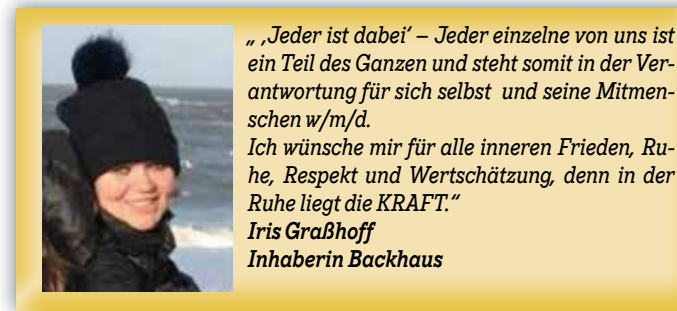 „ ‚Jeder ist dabei‘ – Jeder einzelne von uns ist
ein Teil des Ganzen und steht somit in der Ver-
antwortung für sich selbst und seine Mitmen-
schen w/m/d.
Ich wünsche mir für alle inneren Frieden, Ru-
he, Respekt und Wertschätzung, denn in der
Ruhe liegt die KRAFT.“
Iris Graßhoff
Inhaberin Backhaus